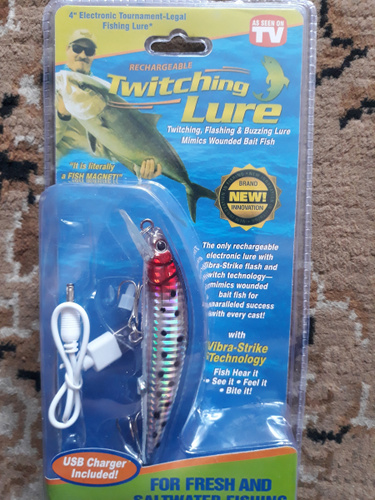 4" Electronic Tournament-Legal
Fishing Lure*
AS SEEN ON
TV
RECHARGEABLE
Twitching
Lure
Twitching, Flashing & Buzzing Lure
Mimics Wounded Bait Fish
"It is literally
a FISH MAGNET!"
BRAND
NEW!
INNOVATION
The only rechargeable
electronic lure with
Vibra-Strike flash and
twitch technology—
mimics wounded
bait fish for
unparalleled success
with every cast!
with
Vibra-Strike
Technology
Fish Hear it
• See it • Feel it
• Bite it!
USB Charger
Included!
FOR FRESH AND
SALTWATER FISHING